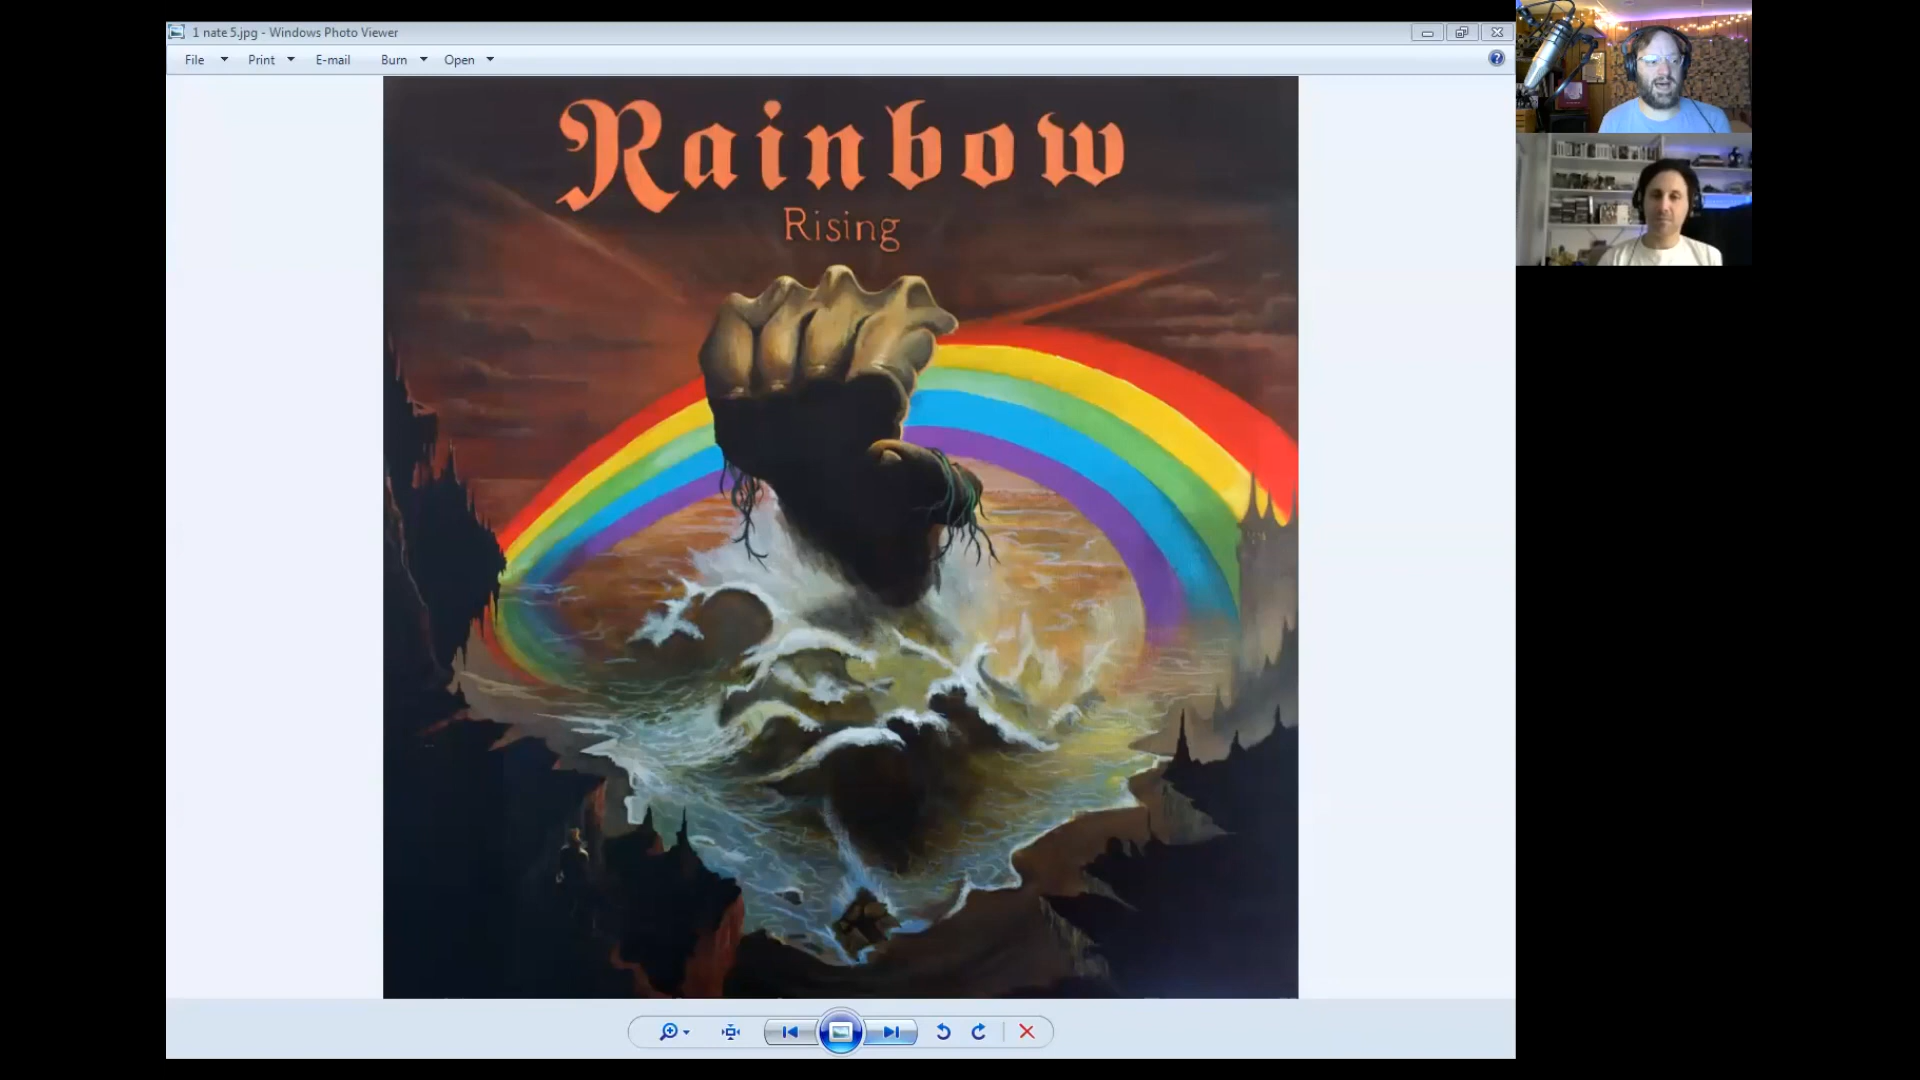 1 nate 5.jpg - Windows Photo Viewer
File Print E-mail Burn Open
Rainbow
Rising